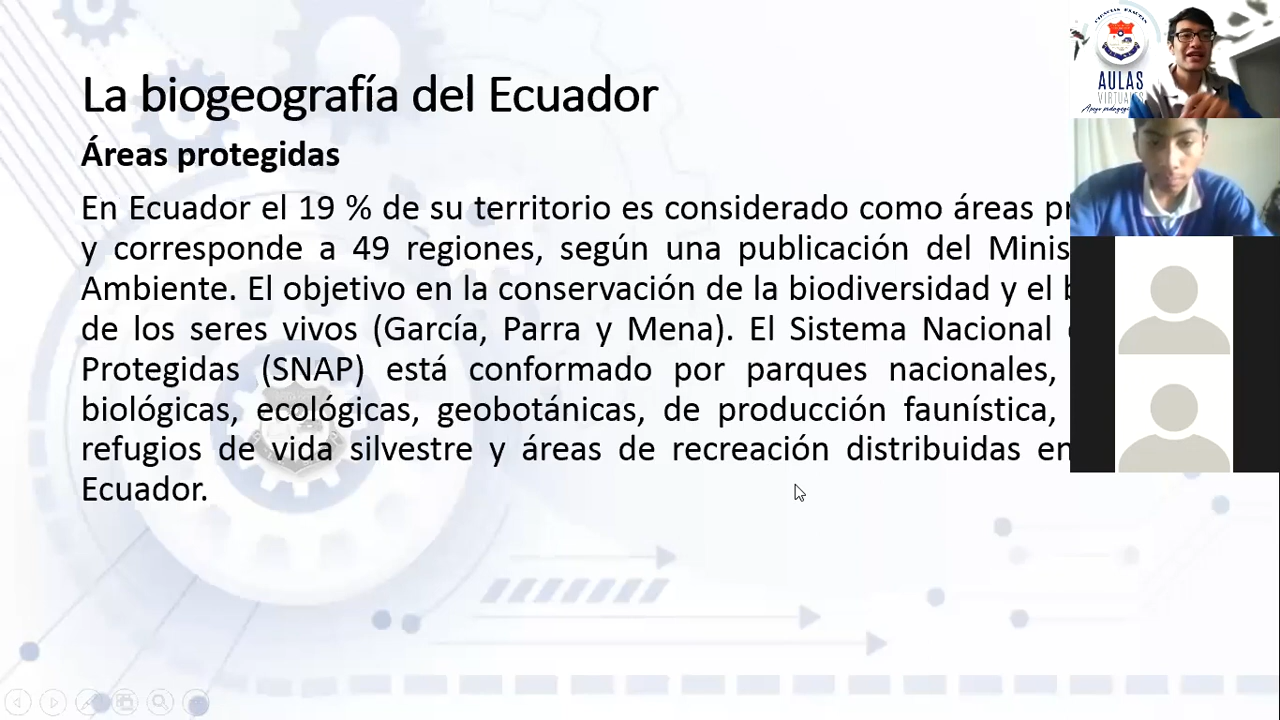 La biogeografía del Ecuador
Áreas protegidas
En Ecuador el 19 % de su territorio es considerado como áreas
y corresponde a 49 regiones, según una publicación del
Ambiente. El objetivo en la conservación de la biodiversidad y el
de los seres vivos (García, Parra y Mena). El Sistema Nacional
Protegidas (SNAP) está conformado por parques nacionales,
biológicas, ecológicas, geobotánicas, de producción faunística,
refugios de vida silvestre y áreas de recreación distribuidas en
Ecuador.
CIENCIAS EXACTAS
AULAS
VIRTUALES